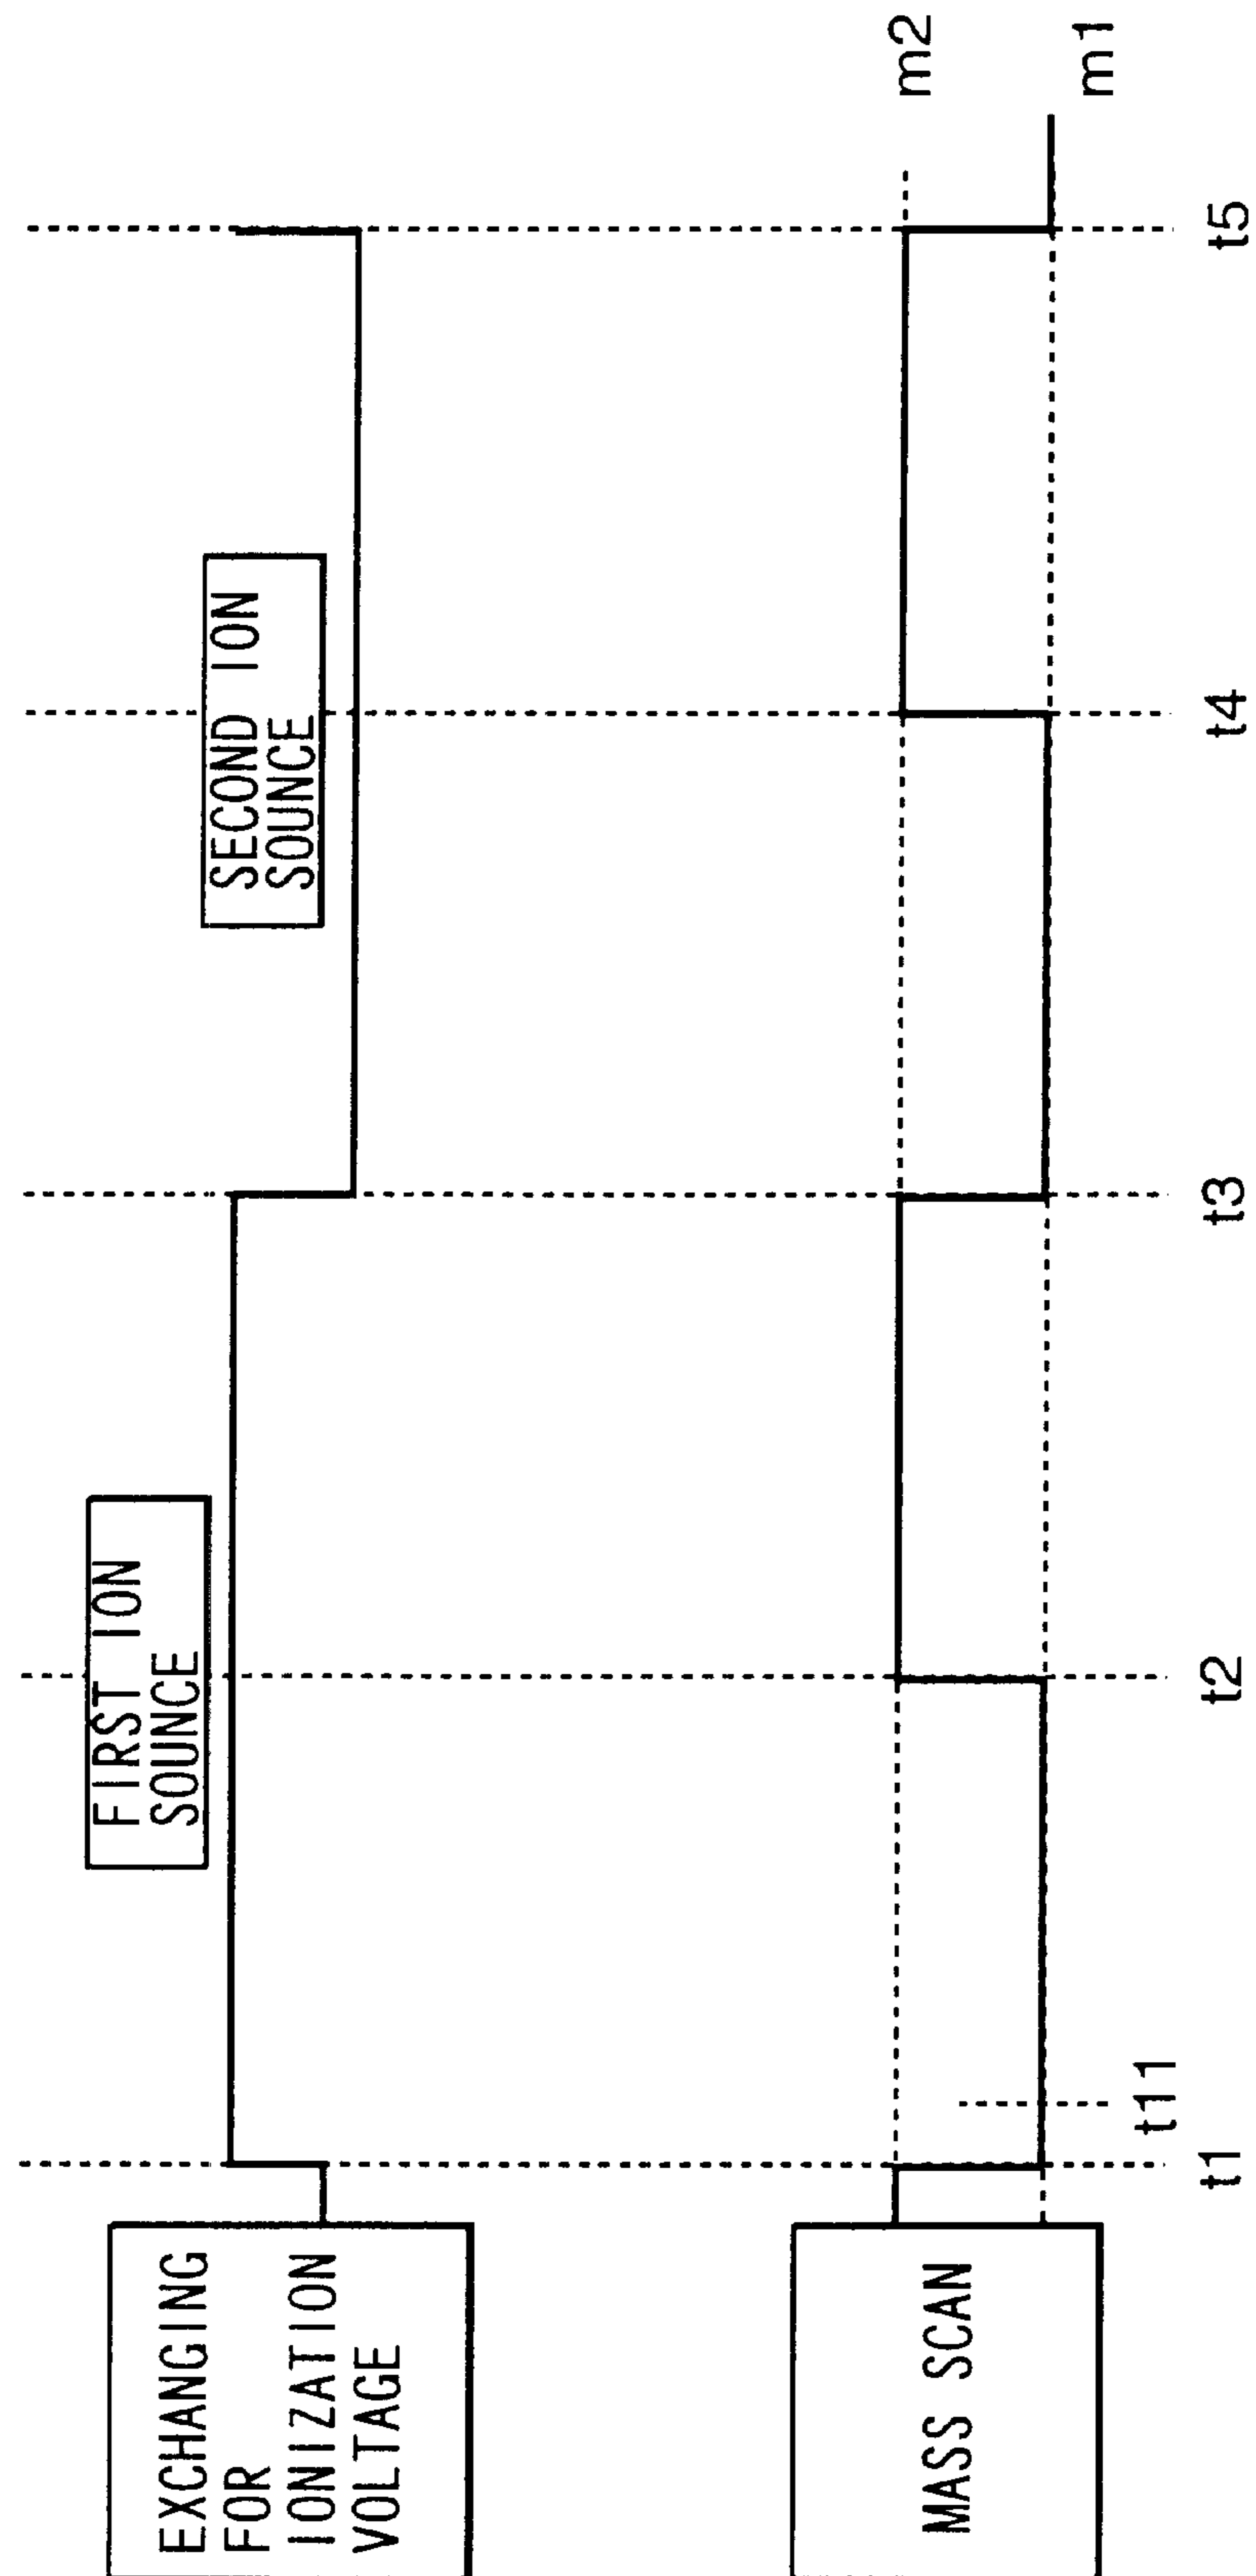 FIRST ION
SOUNCE
SECOND ION
SOUNCE
EXCHANGING
FOR
IONIZATION
VOLTAGE
MASS SCAN
m2
m1
t11
t1
t2
t3
t4
t5